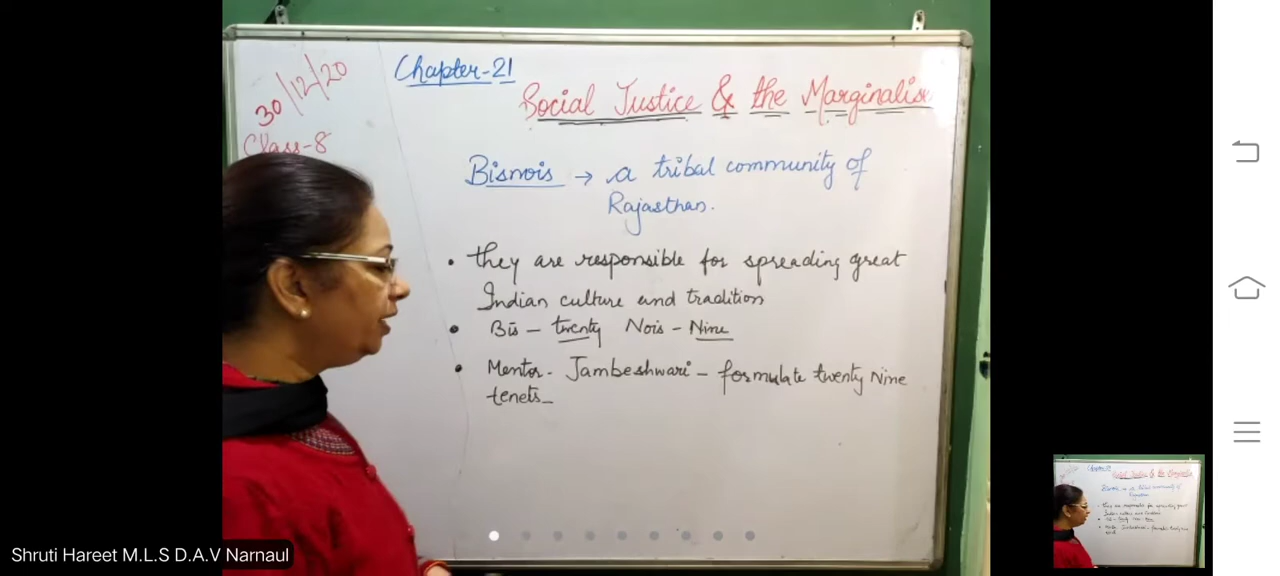 30/12/20
Class-8
Chapter-21
Social Justice & the Marginalise
Bisnois → a tribal community of
Rajasthan.
• they are responsible for spreading great
Indian culture and tradition
• Bis - twenty Nois - Nine
• Mentor - Jambeshwari - formulate twenty Nine
tenets_
Shruti Hareet M.L.S D.A.V Narnaul